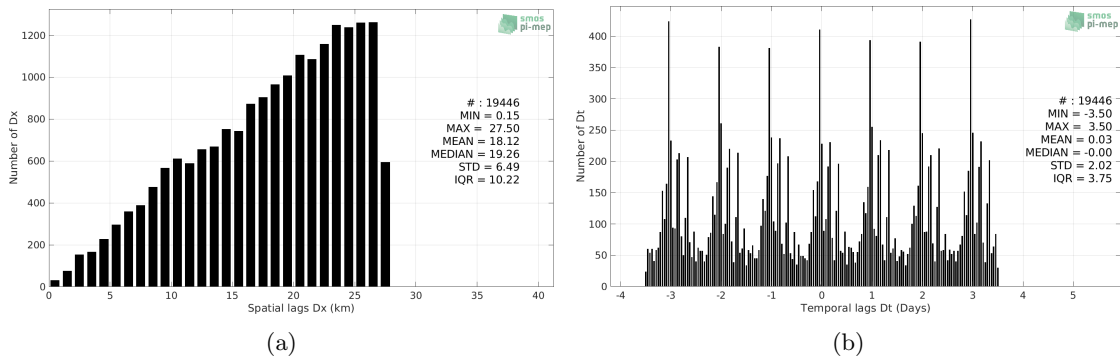 smos
pi-mep
1200
1000
800
600
400
200
0
Number of Dx
# : 19446
MIN = 0.15
MAX = 27.50
MEAN = 18.12
MEDIAN = 19.26
STD = 6.49
IQR = 10.22
0 5 10 15 20 25 30 35 40
Spatial lags Dx (km)
(a)
smos
pi-mep
400
350
300
250
200
150
100
50
0
Number of Dt
# : 19446
MIN = -3.50
MAX = 3.50
MEAN = 0.03
MEDIAN = -0.00
STD = 2.02
IQR = 3.75
-4 -3 -2 -1 0 1 2 3 4 5
Temporal lags Dt (Days)
(b)